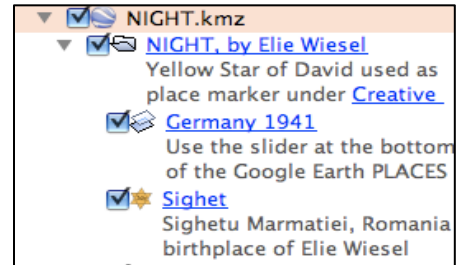 NIGHT.kmz
NIGHT, by Elie Wiesel
Yellow Star of David used as
place marker under Creative
Germany 1941
Use the slider at the bottom
of the Google Earth PLACES
Sighet
Sighetu Marmatiei, Romania
birthplace of Elie Wiesel